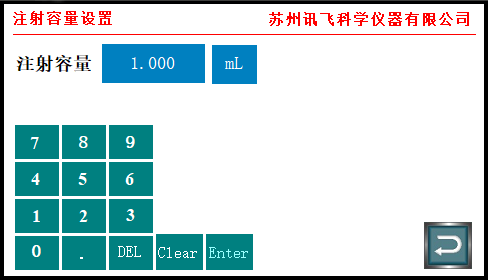 注射容量设置 苏州讯飞科学仪器有限公司
注射容量 1.000 mL
7 8 9
4 5 6
1 2 3
0 . DEL Clear Enter